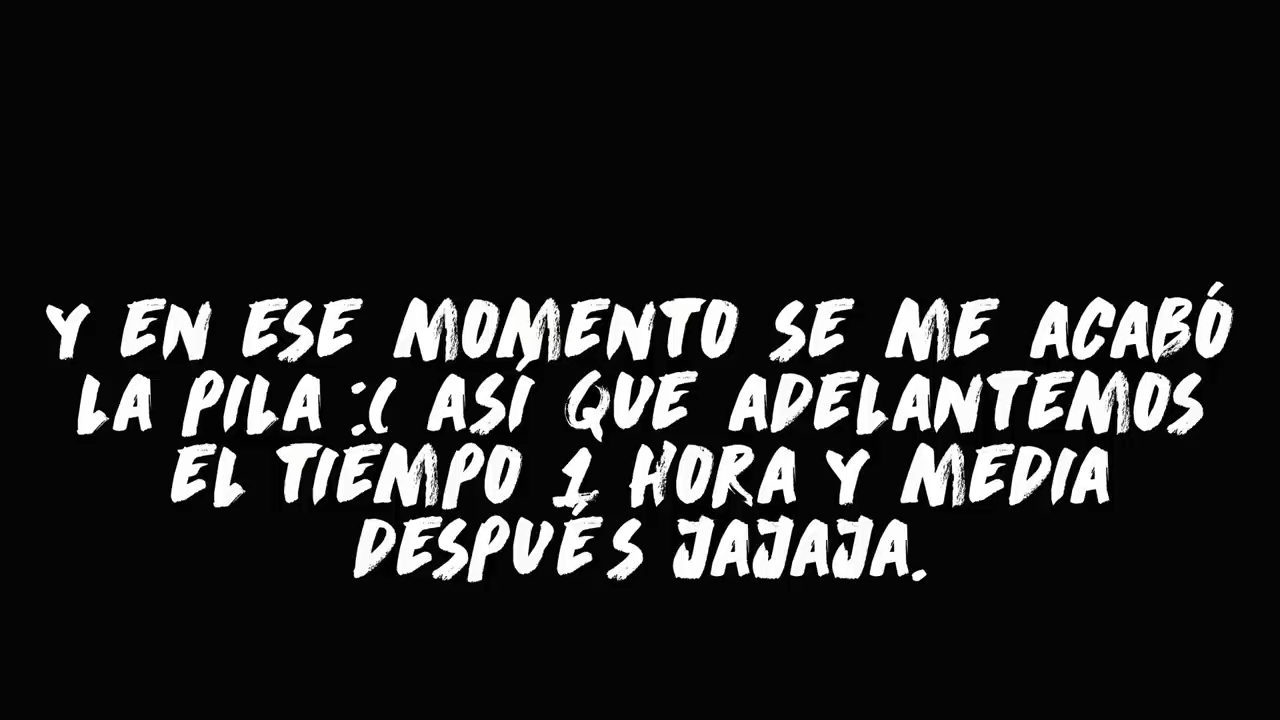 Y EN ESE MOMENTO SE ME ACABÓ
LA PILA :( ASÍ QUE ADELANTEMOS
EL TIEMPO 1 HORA Y MEDIA
DESPUÉS JAJAJA.